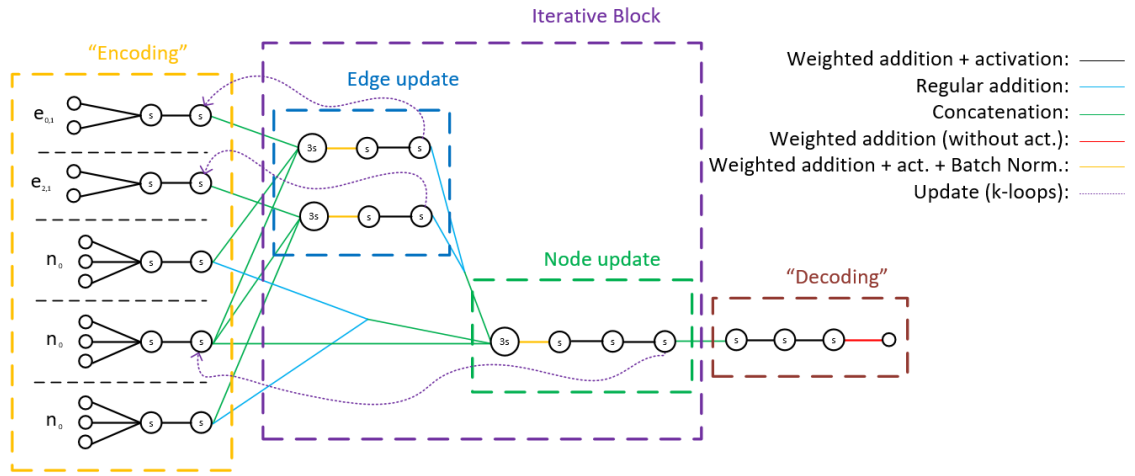 Iterative Block
“Encoding”
Edge update
Weighted addition + activation:
Regular addition:
Concatenation:
Weighted addition (without act.):
Weighted addition + act. + Batch Norm.:
Update (k-loops):
e0,1
s
s
3s
s
s
e2,1
s
s
3s
s
s
n0
s
s
Node update
“Decoding”
n0
s
s
3s
s
s
s
s
s
s
n0
s
s